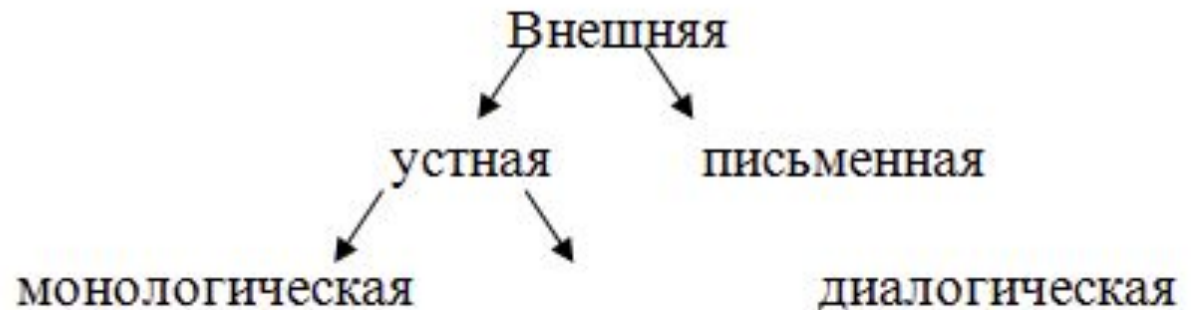 Внешняя
устная письменная
монологическая диалогическая